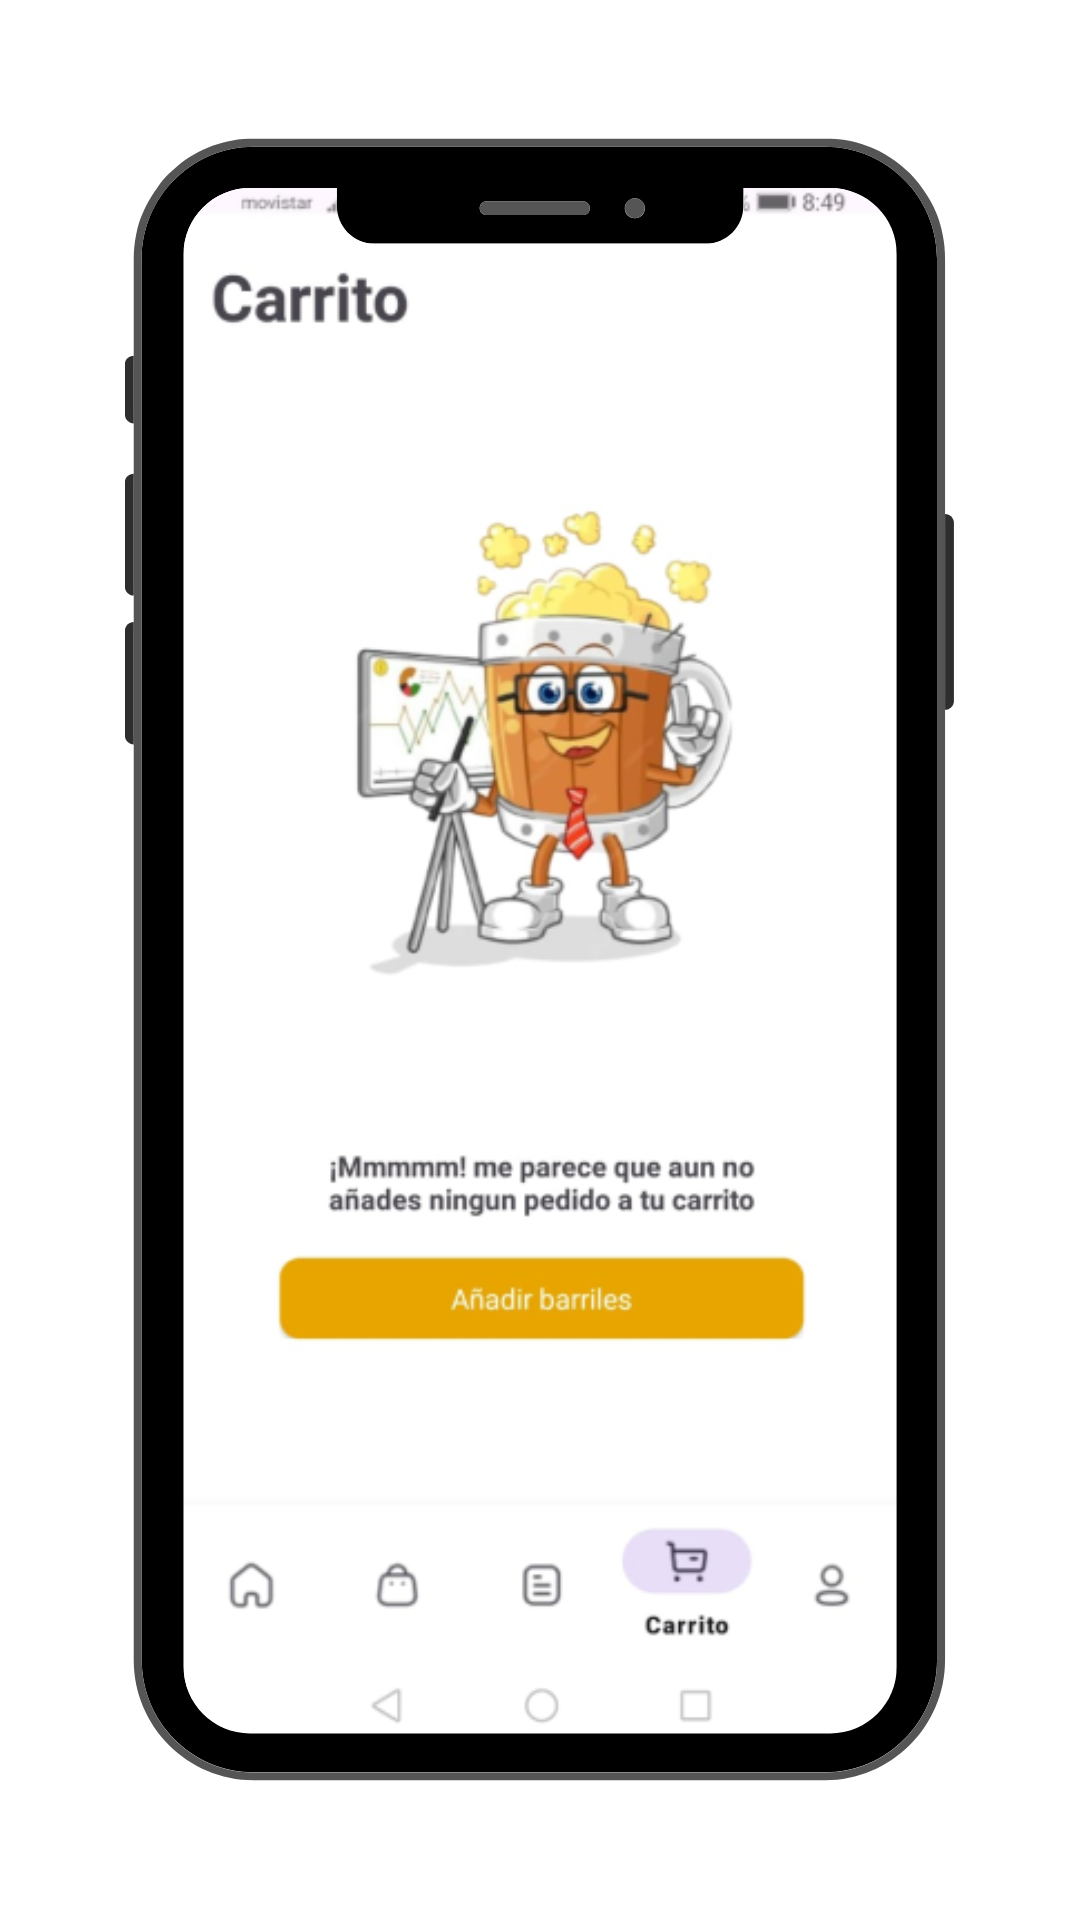 movistar
8:49
Carrito
¡Mmmmm! me parece que aun no
añades ningun pedido a tu carrito
Añadir barriles
Carrito